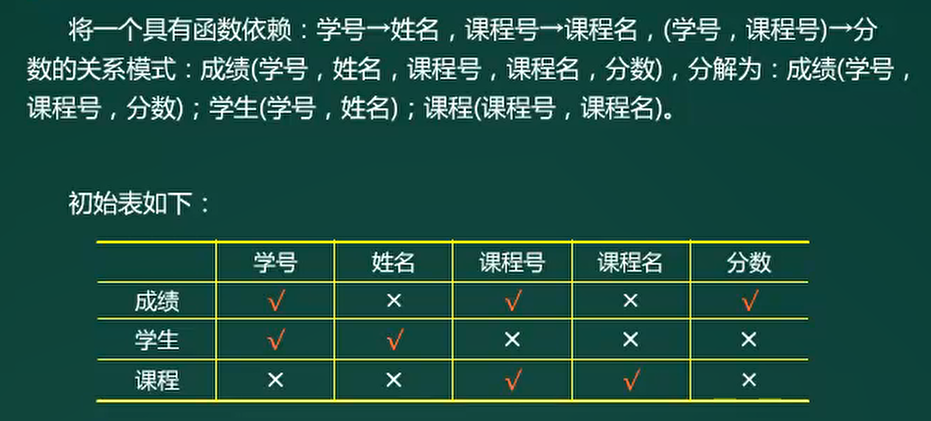 将一个具有函数依赖：学号→姓名，课程号→课程名，(学号，课程号)→分
数的关系模式：成绩(学号，姓名，课程号，课程名，分数)，分解为：成绩(学号，
课程号，分数)；学生(学号，姓名)；课程(课程号，课程名)。
初始表如下：
学号 姓名 课程号 课程名 分数
成绩 √ × √ × √
学生 √ √ × × ×
课程 × × √ √ ×